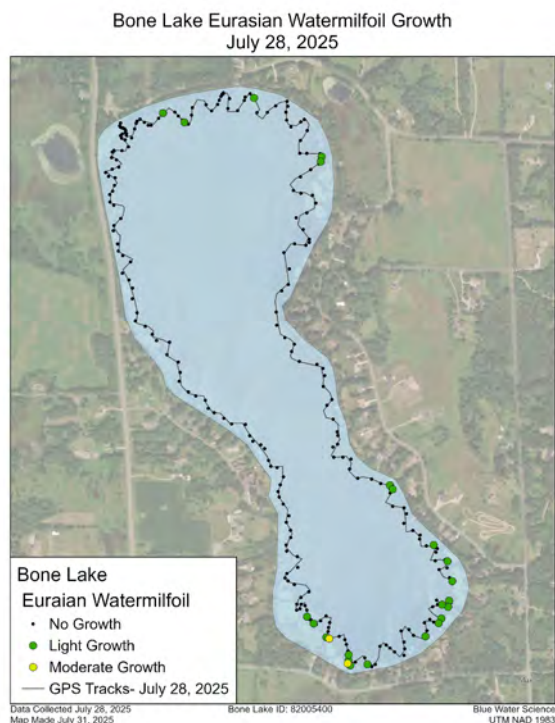 Bone Lake Eurasian Watermilfoil Growth
July 28, 2025
Bone Lake
Euraian Watermilfoil
No Growth
Light Growth
Moderate Growth
GPS Tracks- July 28, 2025
Data Collected July 28, 2025 Bone Lake ID: 82005400 Blue Water Science
Map Made July 31, 2025 UTM NAD 1983